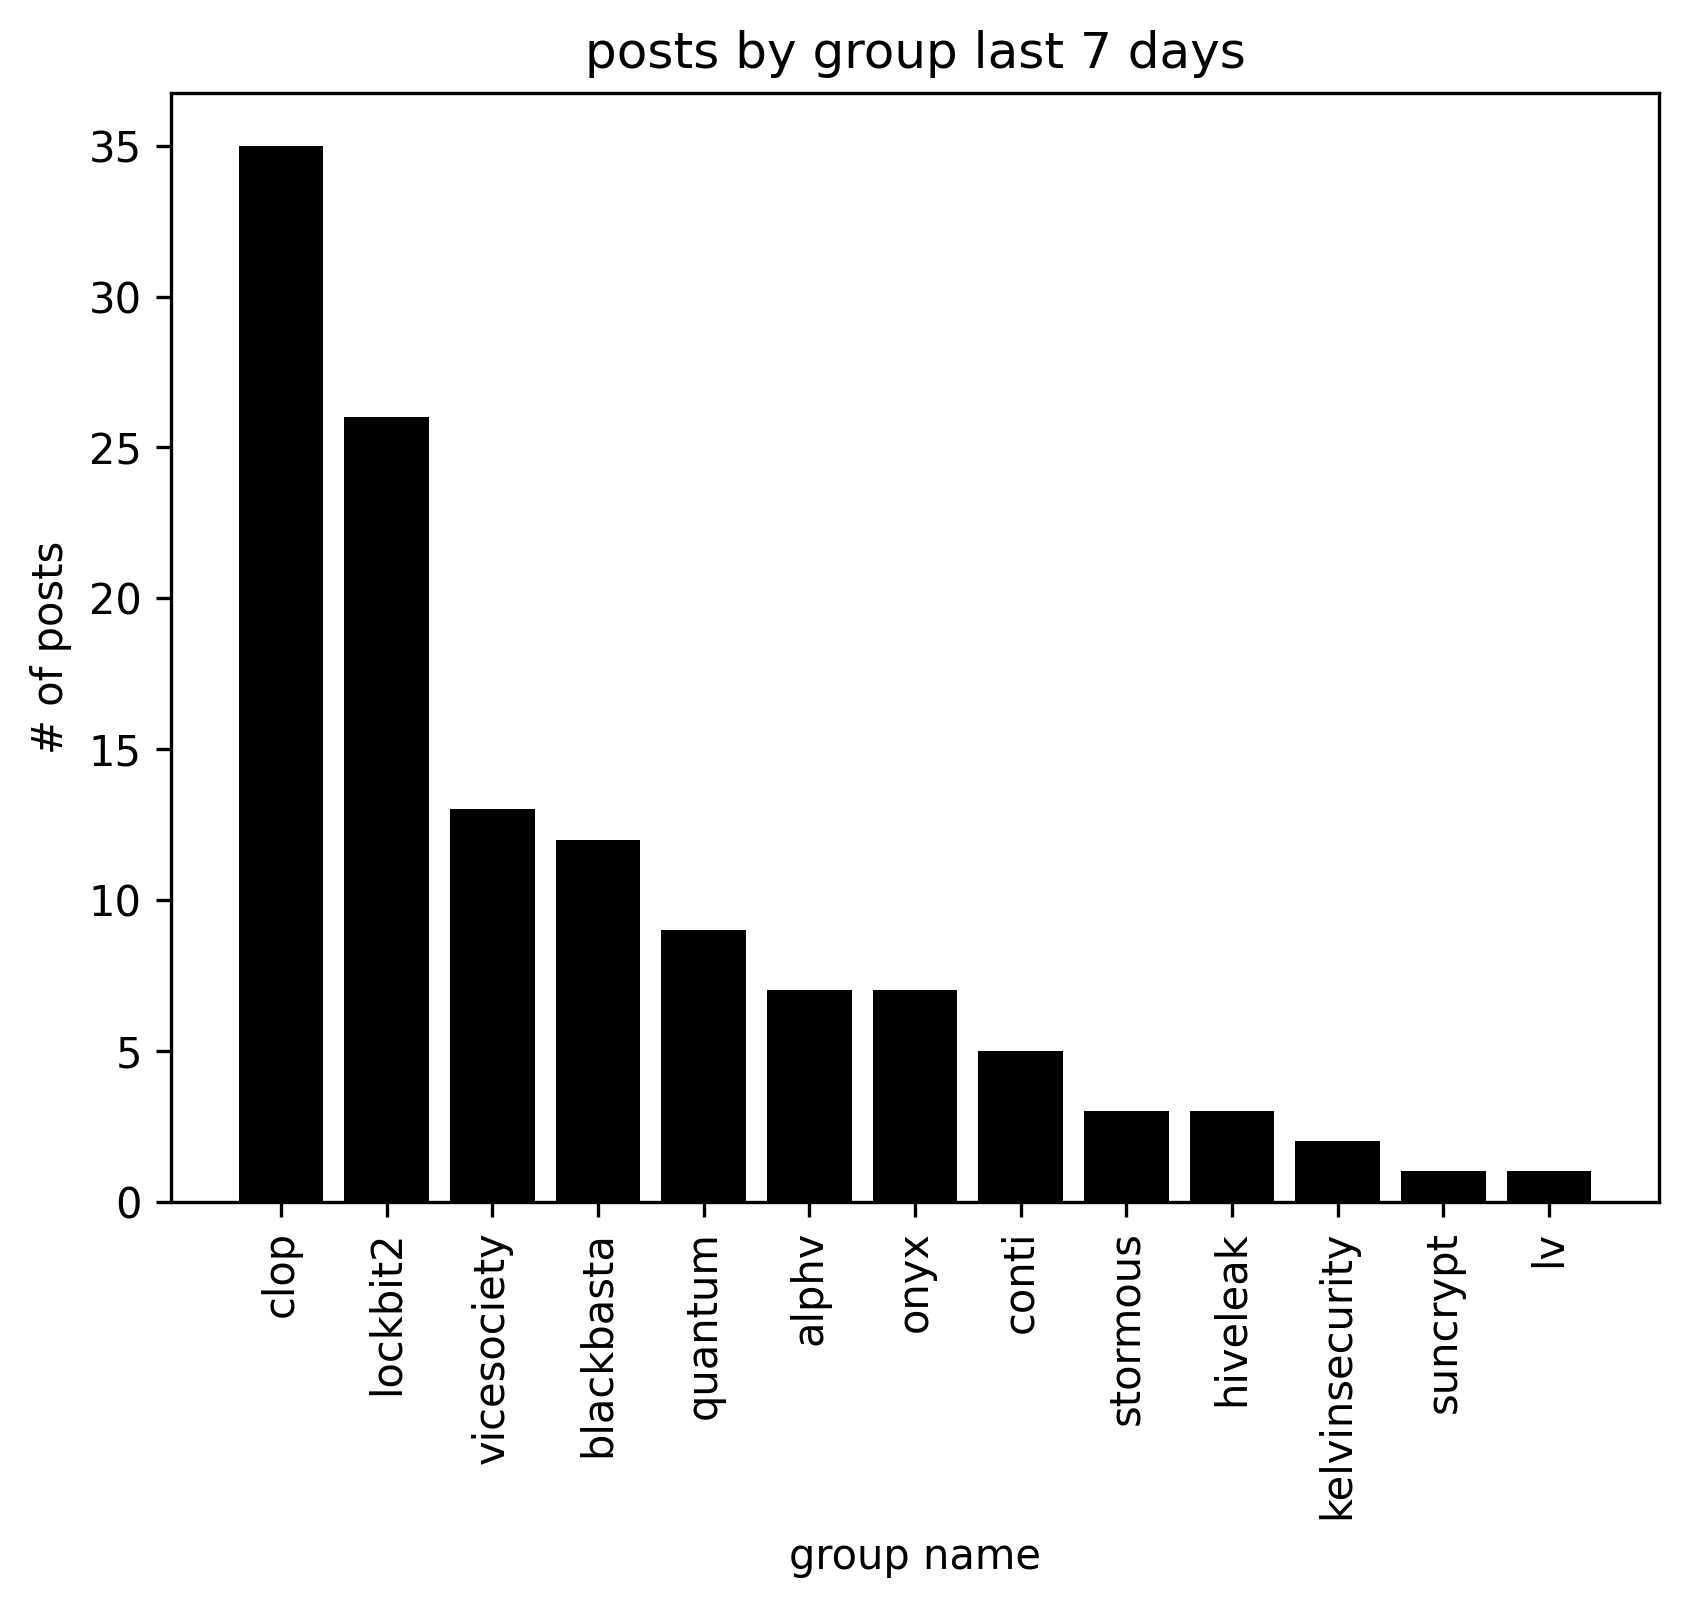 posts by group last 7 days
# of posts
35
30
25
20
15
10
5
0
clop
lockbit2
vicesociety
blackbasta
quantum
alphv
onyx
conti
stormous
hiveleak
kelvinsecurity
suncrypt
lv
group name